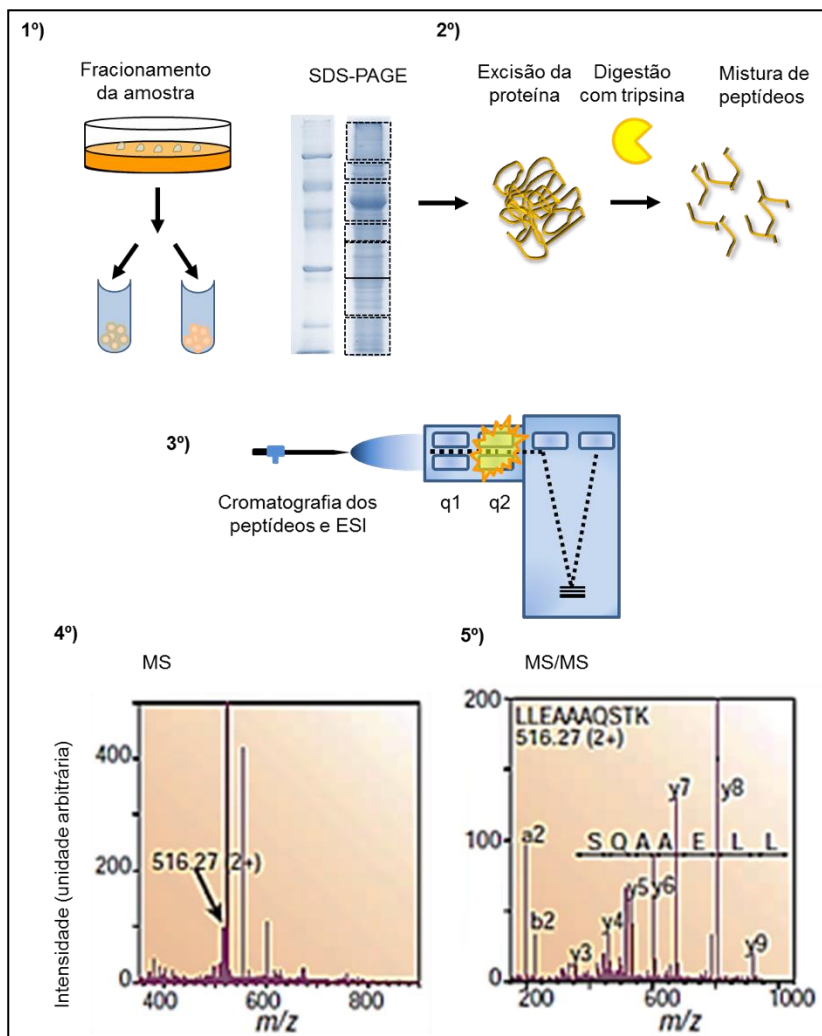 1º)
Fracionamento
da amostra
SDS-PAGE
2º)
Excisão da
proteína
Digestão
com tripsina
Mistura de
peptídeos
3º)
Cromatografia dos
peptídeos e ESI
q1
q2
4º)
MS
Intensidade (unidade arbitrária)
400
200
0
516.27 (2+)
400
600
800
m/z
5º)
MS/MS
200
100
0
LLEAAAQSTK
516.27 (2+)
y7
y8
S Q A A E L L
a2
b2
y3
y4
y5
y6
y9
200
600
1000
m/z